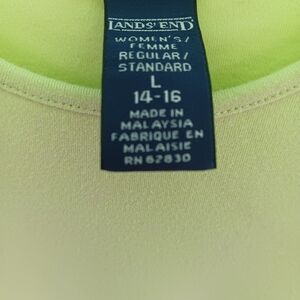 LANDS' END
WOMEN'S /
FEMME
REGULAR /
STANDARD
L
14-16
MADE IN
MALAYSIA
FABRIQUE EN
MALAISIE
RN 62830